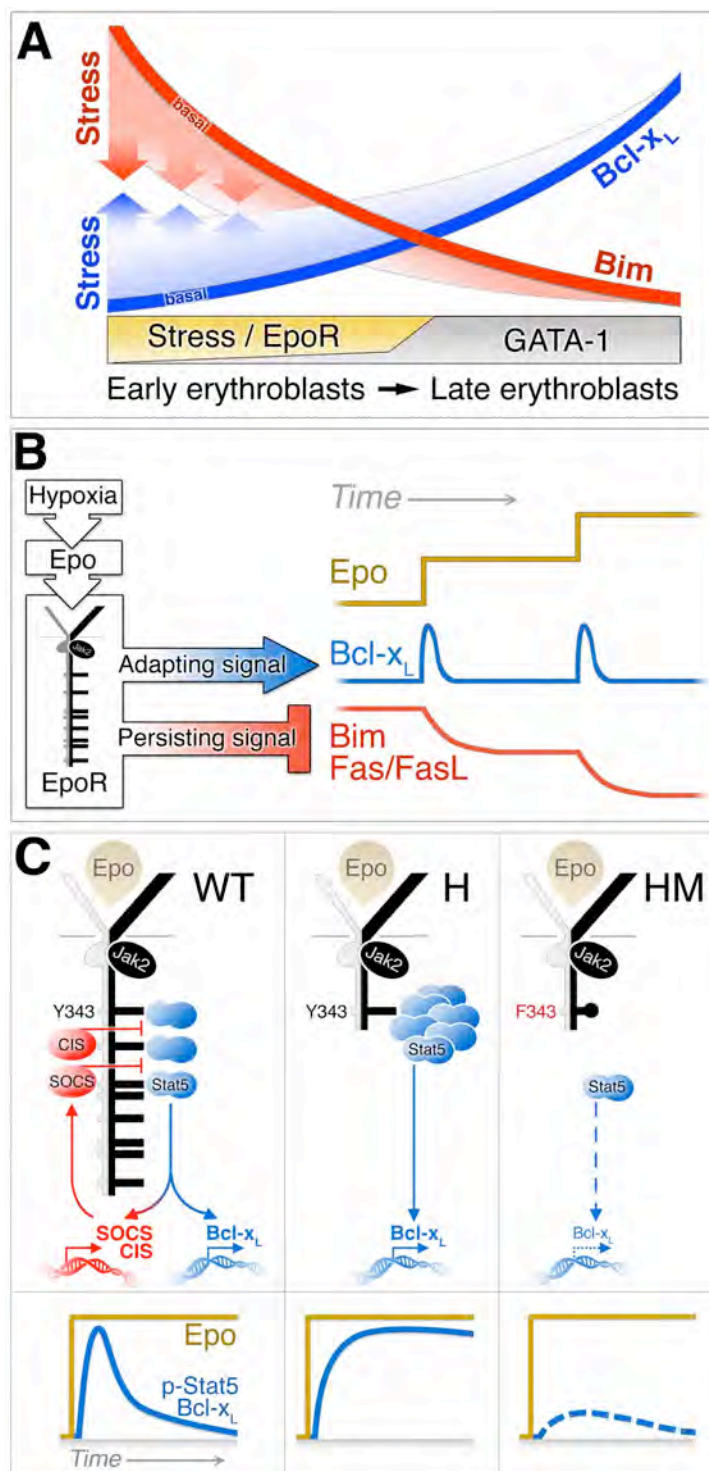 A
Stress
basal
Bcl-xL
Stress
basal
Bim
Stress / EpoR
GATA-1
Early erythroblasts → Late erythroblasts
B
Hypoxia
Time
Epo
Epo
Jak2
Adapting signal
Bcl-xL
Persisting signal
Bim
Fas/FasL
EpoR
C
Epo
WT
Jak2
Y343
CIS
SOCS
Stat5
SOCS
CIS
Bcl-xL
Epo
H
Jak2
Y343
Stat5
Bcl-xL
Epo
HM
Jak2
F343
Stat5
Bcl-xL
Epo
p-Stat5
Bcl-xL
Time